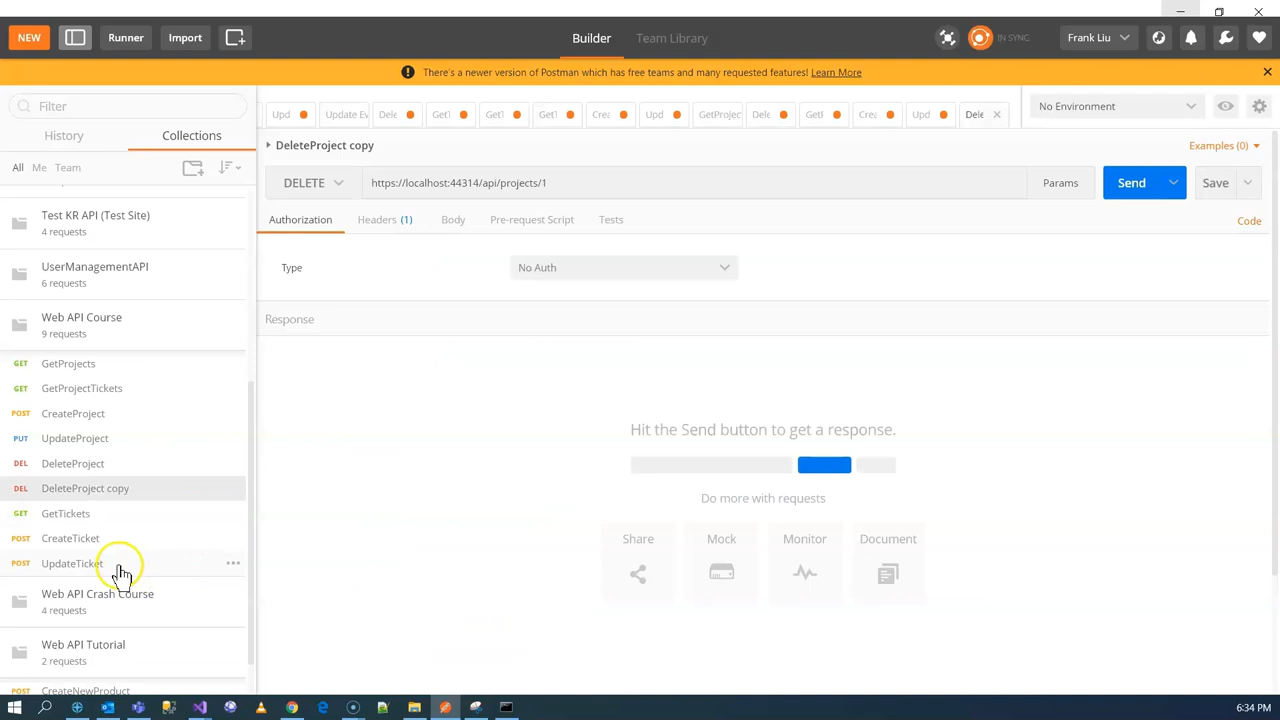 NEW
Runner
Import
Builder
Team Library
IN SYNC
Frank Liu
There's a newer version of Postman which has free teams and many requested features! Learn More
Filter
History
Collections
All
Me
Team
Test KR API (Test Site)
4 requests
UserManagementAPI
6 requests
Web API Course
9 requests
GET GetProjects
GET GetProjectTickets
POST CreateProject
PUT UpdateProject
DEL DeleteProject
DEL DeleteProject copy
GET GetTickets
POST CreateTicket
POST UpdateTicket
Web API Crash Course
4 requests
Web API Tutorial
2 requests
POST CreateNewProduct
Upd
Update Ev
Dele
GetT
GetT
GetT
Crea
Upd
GetProjec
Dele
GetF
Crea
Upd
Dele
No Environment
DeleteProject copy
Examples (0)
DELETE
https://localhost:44314/api/projects/1
Params
Send
Save
Authorization
Headers (1)
Body
Pre-request Script
Tests
Code
Type
No Auth
Response
Hit the Send button to get a response.
Do more with requests
Share
Mock
Monitor
Document
6:34 PM